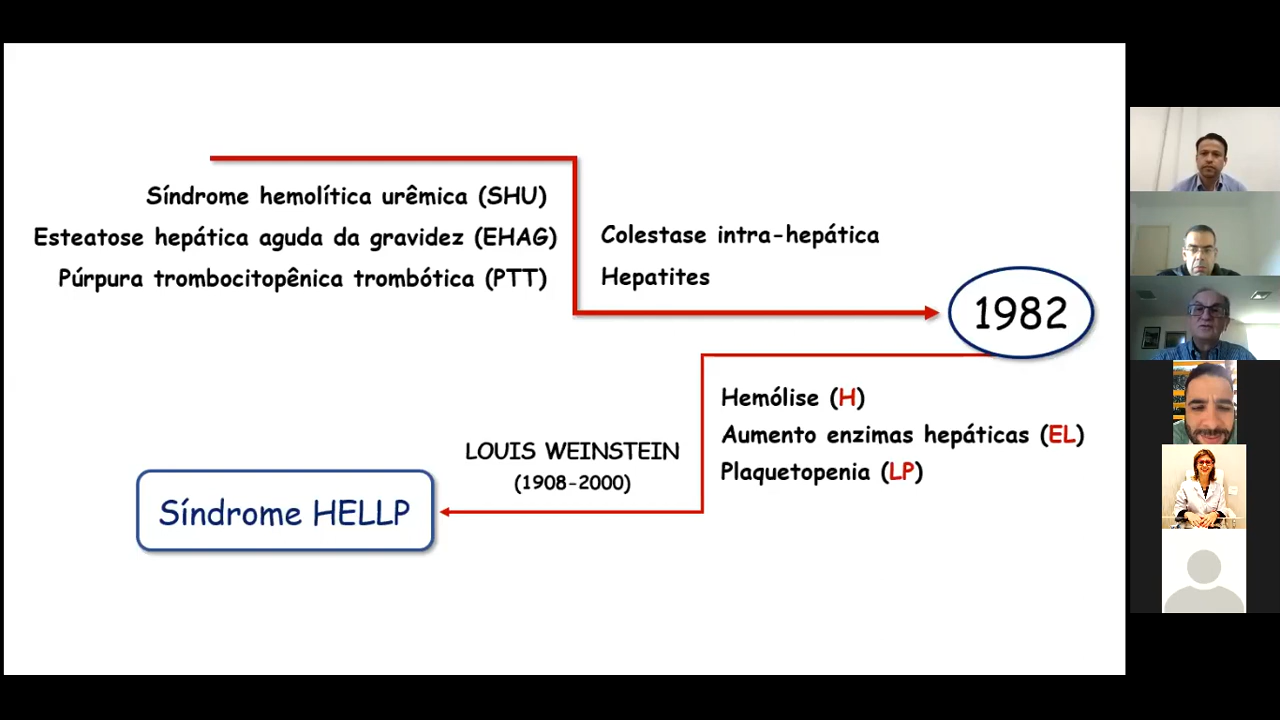 Síndrome hemolítica urêmica (SHU)
Esteatose hepática aguda da gravidez (EHAG)
Púrpura trombocitopênica trombótica (PTT)
Colestase intra-hepática
Hepatites
1982
Hemólise (H)
Aumento enzimas hepáticas (EL)
Plaquetopenia (LP)
LOUIS WEINSTEIN
(1908-2000)
Síndrome HELLP